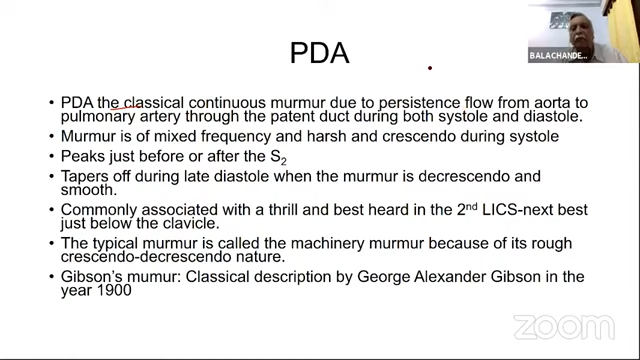 PDA
BALACHANDE...
• PDA the classical continuous murmur due to persistence flow from aorta to
pulmonary artery through the patent duct during both systole and diastole.
• Murmur is of mixed frequency and harsh and crescendo during systole
• Peaks just before or after the S2
• Tapers off during late diastole when the murmur is decrescendo and
smooth.
• Commonly associated with a thrill and best heard in the 2nd LICS-next best
just below the clavicle.
• The typical murmur is called the machinery murmur because of its rough
crescendo-decrescendo nature.
• Gibson's mumur: Classical description by George Alexander Gibson in the
year 1900
zoom